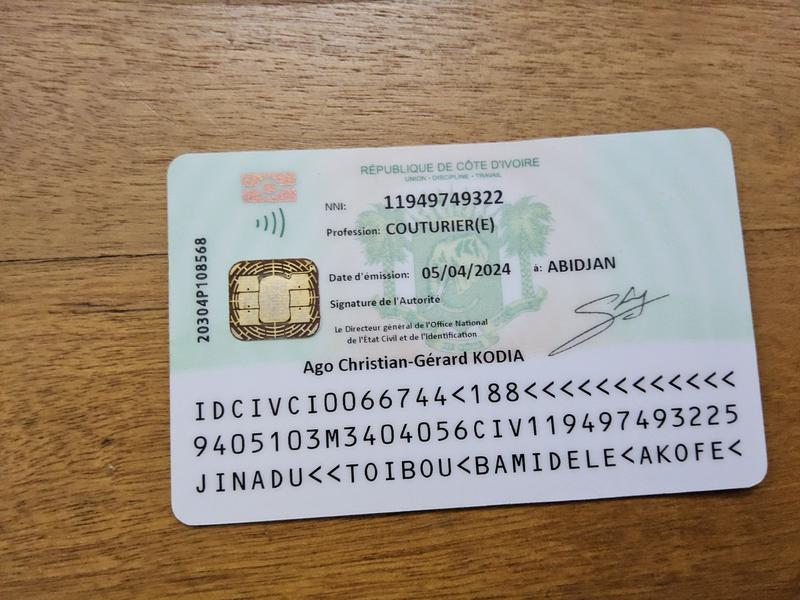 RÉPUBLIQUE DE CÔTE D'IVOIRE
UNION - DISCIPLINE - TRAVAIL
NNI: 11949749322
Profession: COUTURIER(E)
Date d'émission: 05/04/2024 à: ABIDJAN
Signature de l'Autorité
Le Directeur général de l'Office National
de l'État Civil et de l'Identification
Ago Christian-Gérard KODIA
20304P108568
IDCIVCI0066744<188<<<<<<<<<<<<
9405103M3404056CIV119497493225
JINADU<<TOIBOU<BAMIDELE<AKOFE<